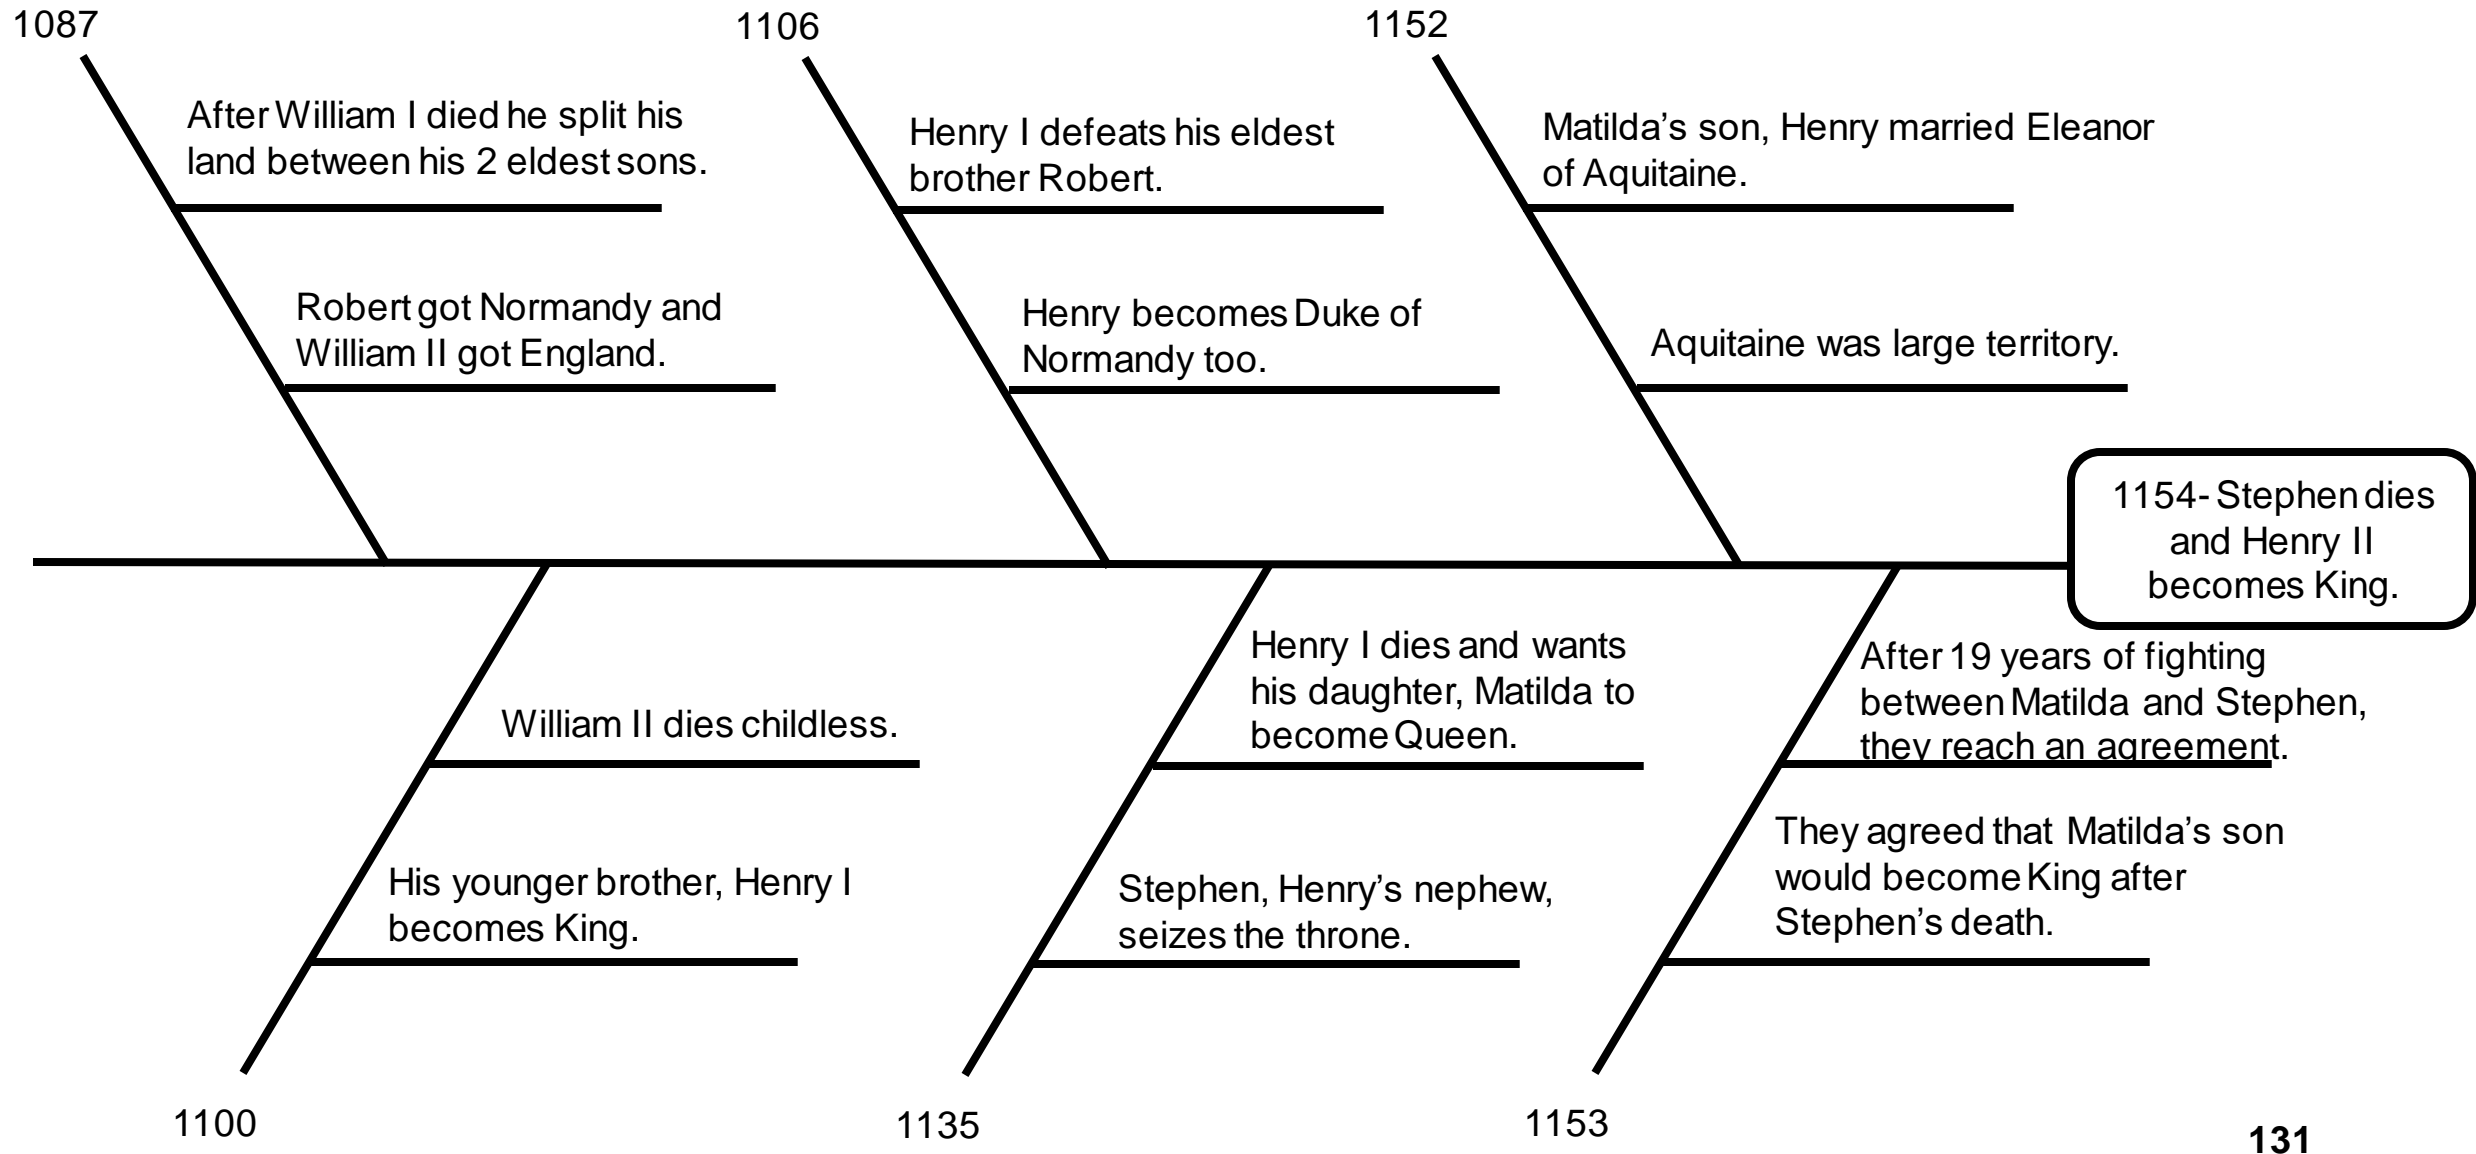 1087
After William I died he split his
land between his 2 eldest sons.
Robert got Normandy and
William II got England.
1106
Henry I defeats his eldest
brother Robert.
Henry becomes Duke of
Normandy too.
1152
Matilda’s son, Henry married Eleanor
of Aquitaine.
Aquitaine was large territory.
1154- Stephen dies
and Henry II
becomes King.
William II dies childless.
His younger brother, Henry I
becomes King.
1100
Henry I dies and wants
his daughter, Matilda to
become Queen.
Stephen, Henry’s nephew,
seizes the throne.
1135
After 19 years of fighting
between Matilda and Stephen,
they reach an agreement.
They agreed that Matilda’s son
would become King after
Stephen’s death.
1153
131